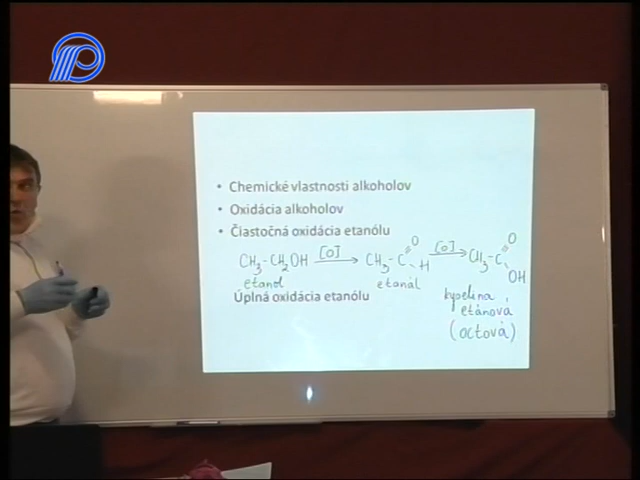 • Chemické vlastnosti alkoholov
• Oxidácia alkoholov
• Čiastočná oxidácia etanólu
CH₃-CH₂OH [O] → CH₃-C=O -H [O] → CH₃-C=O -OH
etanol etanál
Úplná oxidácia etanólu
kyselina
etánová
(octová)